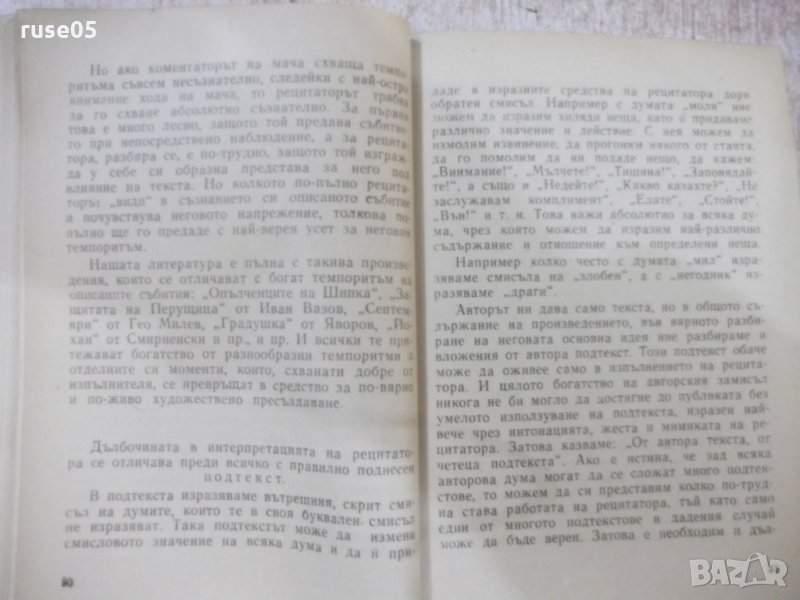 ruse05
Но ако коментаторът на мача схваща темпо-
ритъма съвсем несъзнателно, следейки с най-остро
внимание хода на мача, то рецитаторът трябва
да го схване абсолютно съзнателно. За първия
това е много лесно, защото той предава събитие-
то при непосредствено наблюдение, а за рецита-
тора, разбира се, е по-трудно, защото той изграж-
да у себе си образна представа за него под
влияние на текста. Но колкото по-пълно рецита-
торът „види“ в съзнанието си описаното събитие
и почувствува неговото напрежение, толкова по-
пълно ще го предаде с най-верен усет за неговая
темпоритъм.
Нашата литература е пълна с такива произве-
дения, които се отличават с богат темпоритъм на
описаните събития: „Опълченците на Шипка“, „За-
щитата на Перущица“ от Иван Вазов, „Септем-
ври“ от Гео Милев, „Градушка“ от Яворов, „Йо-
хан“ от Смирненски и пр., и пр. И всички те при-
тежават богатство от разнообразни темпоритми в
отделните си моменти, които, схванати добре от
изпълнителя, се превръщат в средство за по-вярно
и по-живо художествено пресъздаване.
Дълбочината в интерпретацията на рецитато-
ра се отличава преди всичко с правилно поднесен
подтекст.
В подтекста изразяваме вътрешния, скрит сми-
съл на думите, които те в своя буквален смисъл
не изразяват. Така подтекстът може да измени
смисловото значение на всяка дума и да ѝ при-
90
даде в изразните средства на рецитатора дори
обратен смисъл. Например с думата „моля“ ние
можем да изразим хиляди неща, като ѝ придаваме
различно значение и действие. С нея можем да
измолим извинение, да прогоним някого от стаята,
да го помолим да ни подаде нещо, да кажем:
„Внимание!“, „Мълчете!“, „Тишина!“, „Заповядай-
те!“, а също и „Недейте!“, „Какво казахте?“, „Не
заслужавам комплимент“, „Елате“, „Стойте!“,
„Вън!“ и т. н. Това важи абсолютно за всяка ду-
ма, чрез която можем да изразим най-различно
съдържание и отношение към определени неща.
Например колко често с думата „мил“ изра-
зяваме смисъла на „злобен“, а с „негодник“ из-
разяваме „драги“.
Авторът ни дава само текста, но в общото съ-
държание на произведението, във вярното разби-
ране на неговата основна идея ние разбираме и
вложения от автора подтекст. Този подтекст обаче
може да оживее само в изпълнението на рецита-
тора. И цялото богатство на авторския замисъл
никога не би могло да достигне до публиката без
умелото използуване на подтекста, изразен най-
вече чрез интонацията, жеста и мимиката на ре-
цитатора. Затова казваме: „От автора текста, от
четеца подтекста“. Ако е истина, че зад всяка
авторова дума могат да се сложат много подтек-
стове, то можем да си представим колко по-труд-
на става работата на рецитатора, тъй като само
един от многото подтекстове в дадения случай
може да бъде верен. Затова е необходим и дъл-
BAZAR